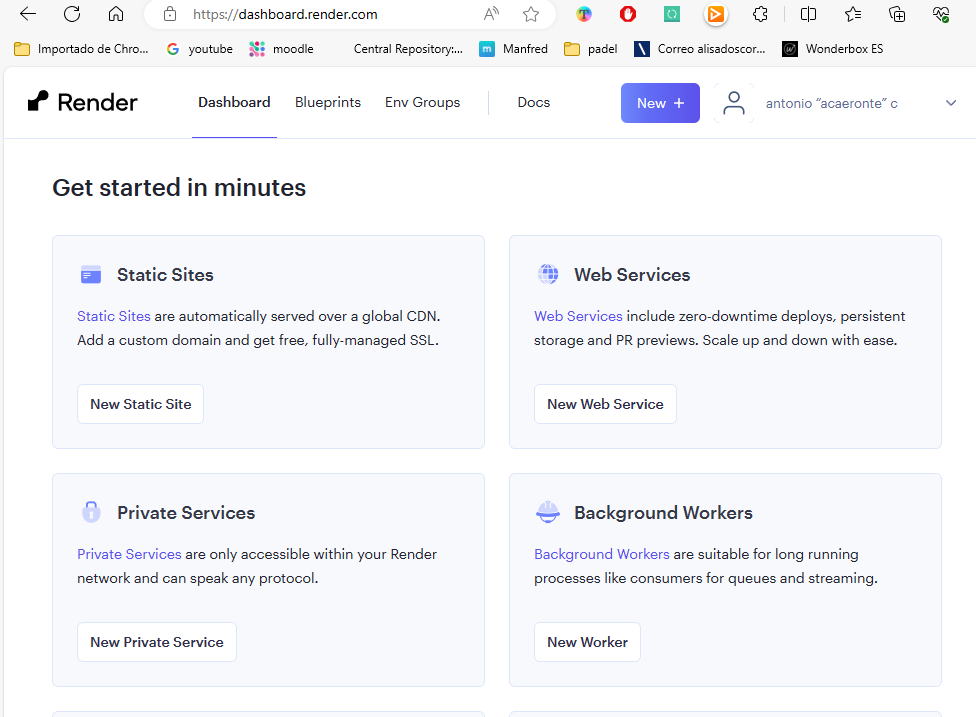 https://dashboard.render.com
Importado de Chro...
youtube
moodle
Central Repository:...
Manfred
padel
Correo alisadoscor...
Wonderbox ES
Render
Dashboard
Blueprints
Env Groups
Docs
New +
antonio “acaeronte” c
Get started in minutes
Static Sites
Static Sites are automatically served over a global CDN.
Add a custom domain and get free, fully-managed SSL.
New Static Site
Web Services
Web Services include zero-downtime deploys, persistent
storage and PR previews. Scale up and down with ease.
New Web Service
Private Services
Private Services are only accessible within your Render
network and can speak any protocol.
New Private Service
Background Workers
Background Workers are suitable for long running
processes like consumers for queues and streaming.
New Worker